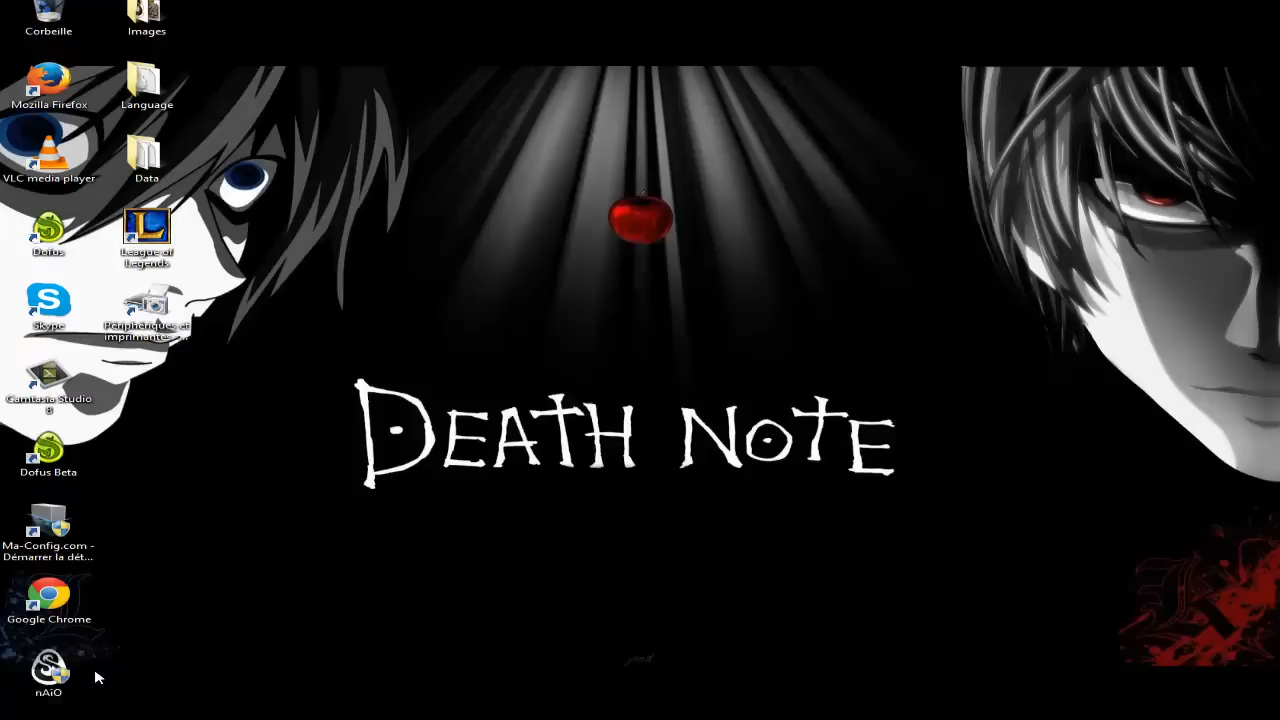 Corbeille
Images
Mozilla Firefox
Language
VLC media player
Data
Dofus
League of
Legends
Skype
Périphériques et
imprimantes - ...
Camtasia Studio
8
Dofus Beta
DEATH NOTE
Ma-Config.com -
Démarrer la dét...
Google Chrome
nAiO